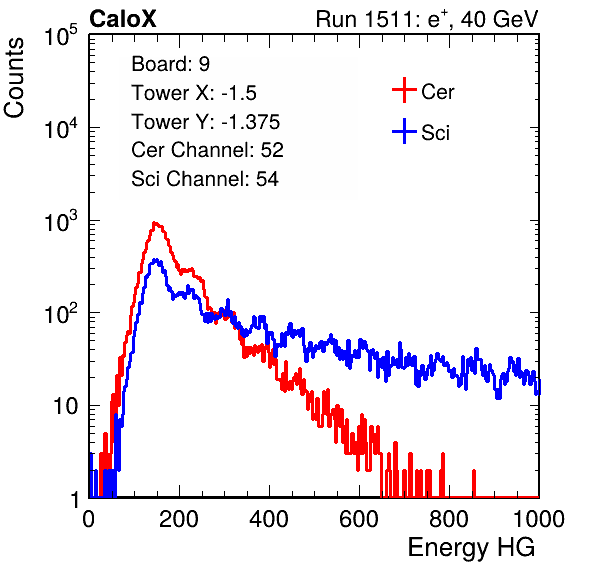 CaloX Run 1511: e⁺, 40 GeV
Counts
Board: 9
Tower X: -1.5
Tower Y: -1.375
Cer Channel: 52
Sci Channel: 54
Cer
Sci
10⁵
10⁴
10³
10²
10
1
0 200 400 600 800 1000
Energy HG